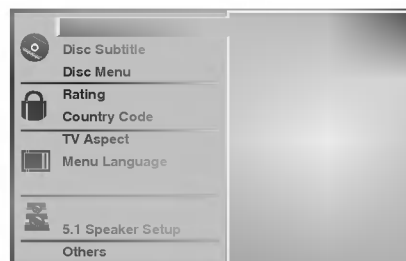 Disc Subtitle
Disc Menu
Rating
Country Code
TV Aspect
Menu Language
5.1 Speaker Setup
Others